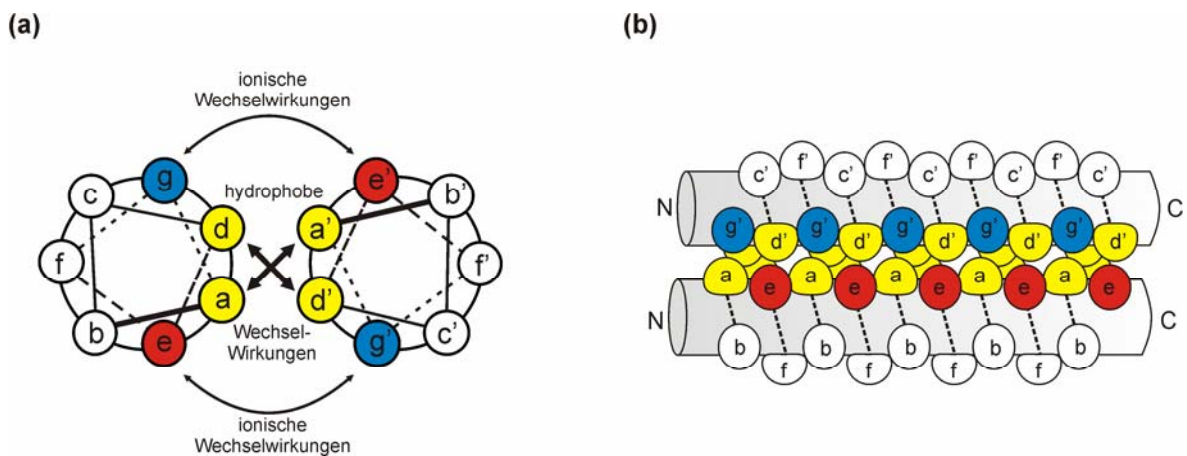 (a)
ionische
Wechselwirkungen
g e'
c hydrophobe b'
d a'
f f'
a d'
b Wechsel- c'
Wirkungen
e g'
ionische
Wechselwirkungen
(b)
c' f' c' f' c' f' c' f' c'
N C
g' d' g' d' g' d' g' d' g' d'
a e a e a e a e a e
N C
b f b f b f b f b